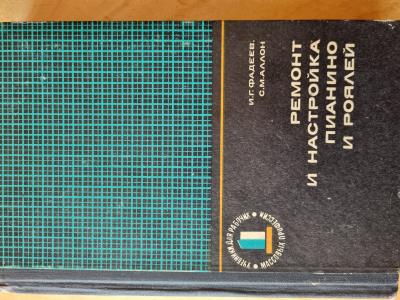 И.Г.ФАДЕЕВ,
С.М.АЛЛОН
РЕМОНТ
И НАСТРОЙКА
ПИАНИНО
И РОЯЛЕЙ
УЧЕБНИКИ ДЛЯ РАБОЧИХ
МАССОВЫХ ПРОФЕССИЙ